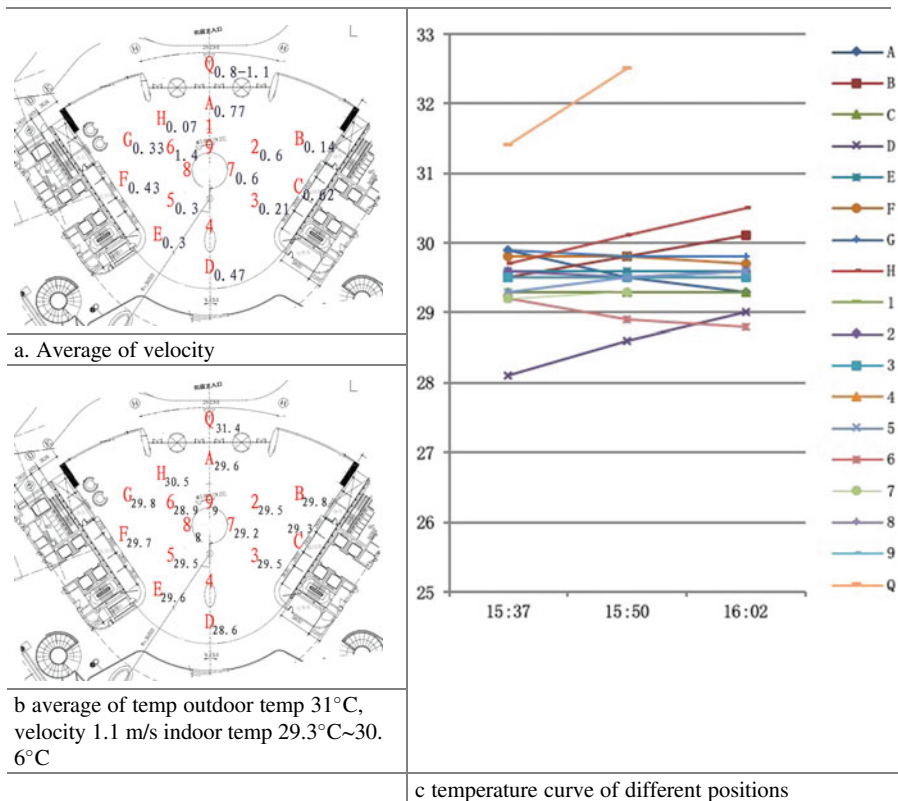 Q 0.8-1.1
A 0.77
H 0.07
1
G 0.33
6 1.4
9
2 0.6
B 0.14
8
7 0.6
F 0.43
C 0.62
5 0.3
3 0.21
E 0.3
4
D 0.47
a. Average of velocity
Q 31.4
A 29.6
H 30.5
G 29.8
6 28.9
9 9
2 29.5
B 29.8
8 8
7 29.2
29.3
F 29.7
C
5 29.5
3 29.5
4
E 29.6
D 28.6
b average of temp outdoor temp 31°C,
velocity 1.1 m/s indoor temp 29.3°C~30.
6°C
33
32
31
30
29
28
27
26
25
15:37 15:50 16:02
A
B
C
D
E
F
G
H
1
2
3
4
5
6
7
8
9
Q
c temperature curve of different positions